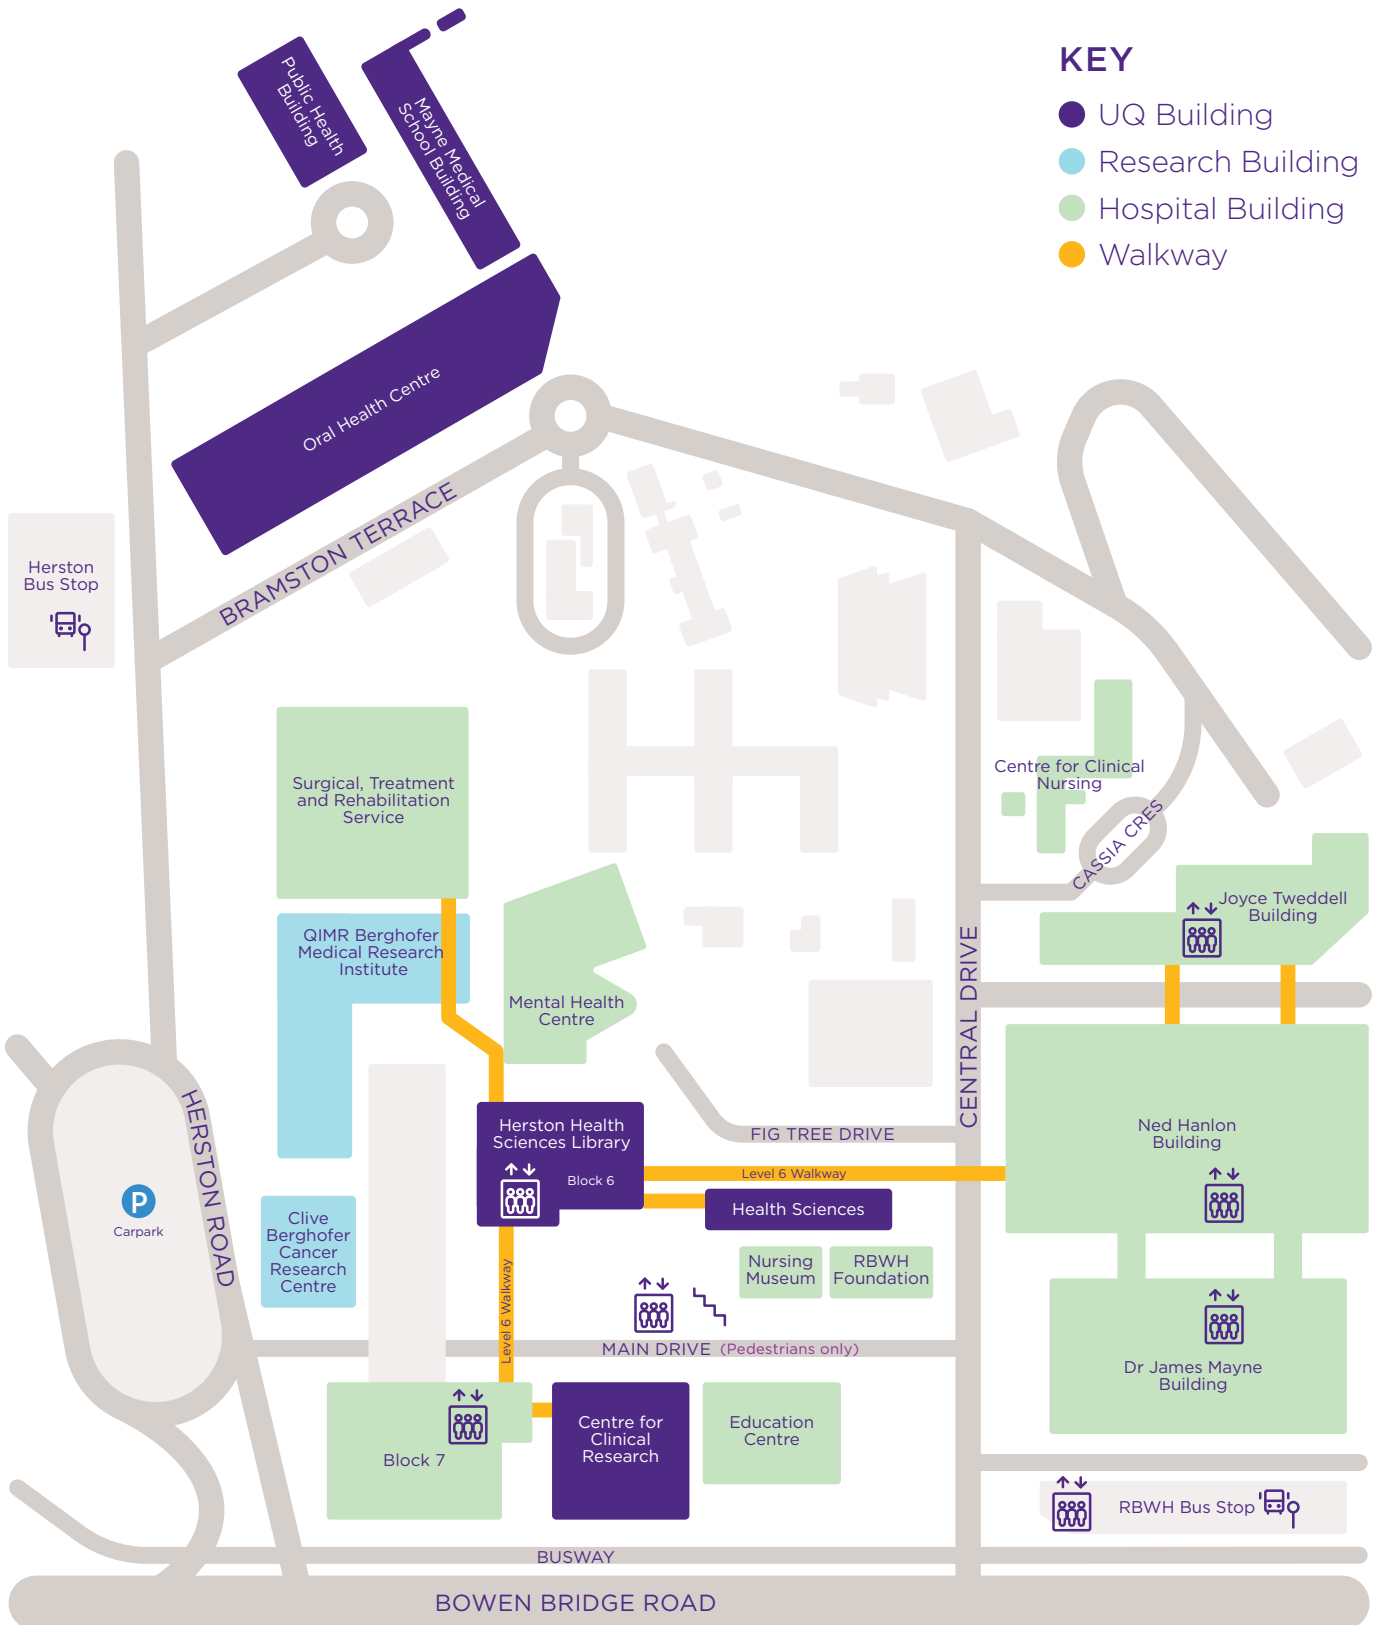 KEY
UQ Building
Research Building
Hospital Building
Walkway
Public Health
Building
Mayne Medical
School Building
Oral Health Centre
BRAMSTON TERRACE
Herston
Bus Stop
Surgical, Treatment
and Rehabilitation
Service
Centre for Clinical
Nursing
CASSIA CRES
Joyce Tweddell
Building
QIMR Berghofer
Medical Research
Institute
Mental Health
Centre
CENTRAL DRIVE
Herston Health
Sciences Library
Block 6
FIG TREE DRIVE
Level 6 Walkway
Ned Hanlon
Building
Health Sciences
HERSTON ROAD
P
Carpark
Clive
Berghofer
Cancer
Research
Centre
Nursing
Museum
RBWH
Foundation
Level 6 Walkway
MAIN DRIVE (Pedestrians only)
Dr James Mayne
Building
Block 7
Centre for
Clinical
Research
Education
Centre
RBWH Bus Stop
BUSWAY
BOWEN BRIDGE ROAD